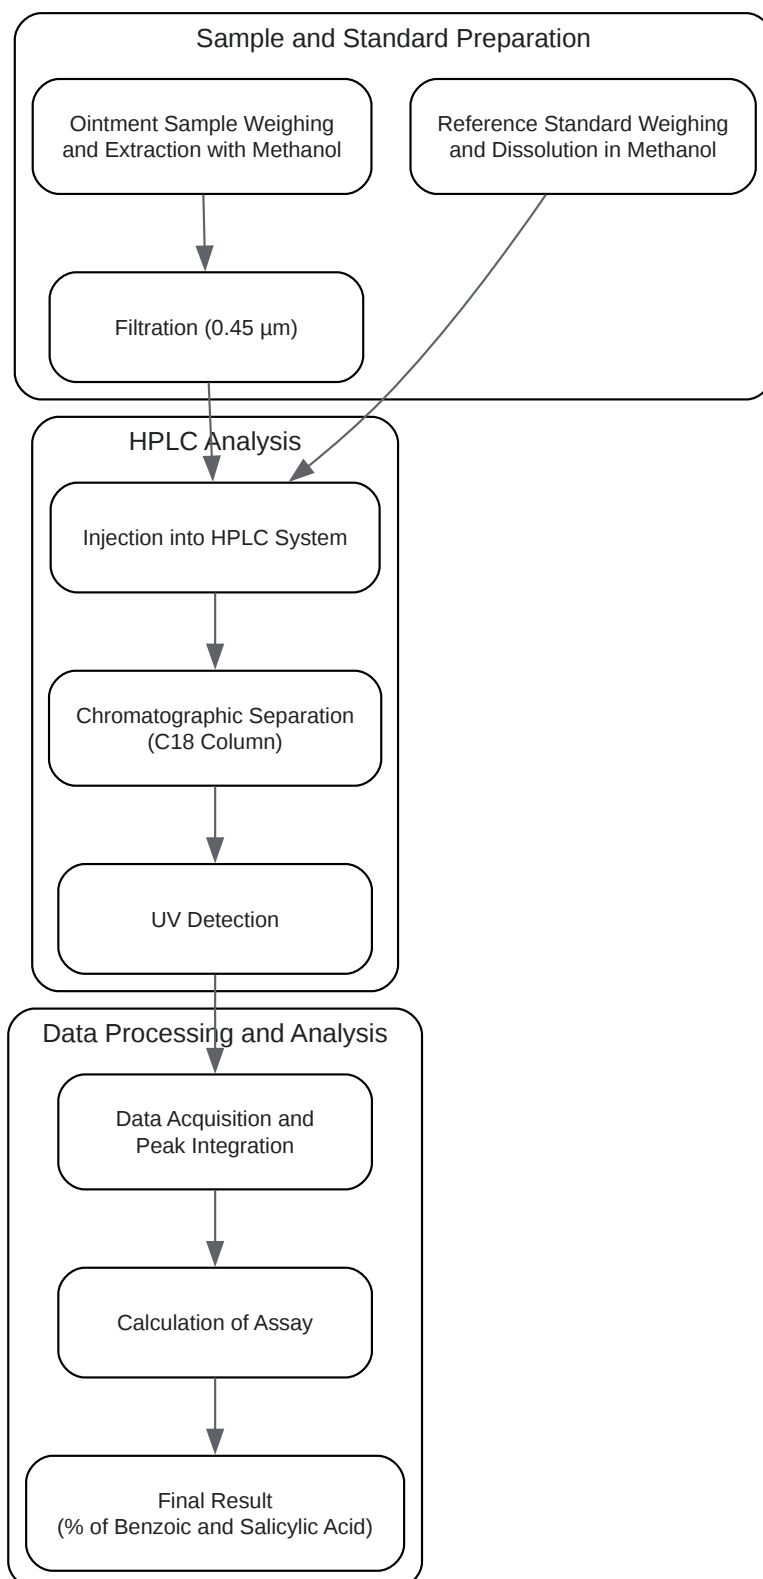 Sample and Standard Preparation
Ointment Sample Weighing
and Extraction with Methanol
Reference Standard Weighing
and Dissolution in Methanol
Filtration (0.45 µm)
HPLC Analysis
Injection into HPLC System
Chromatographic Separation
(C18 Column)
UV Detection
Data Processing and Analysis
Data Acquisition and
Peak Integration
Calculation of Assay
Final Result
(% of Benzoic and Salicylic Acid)